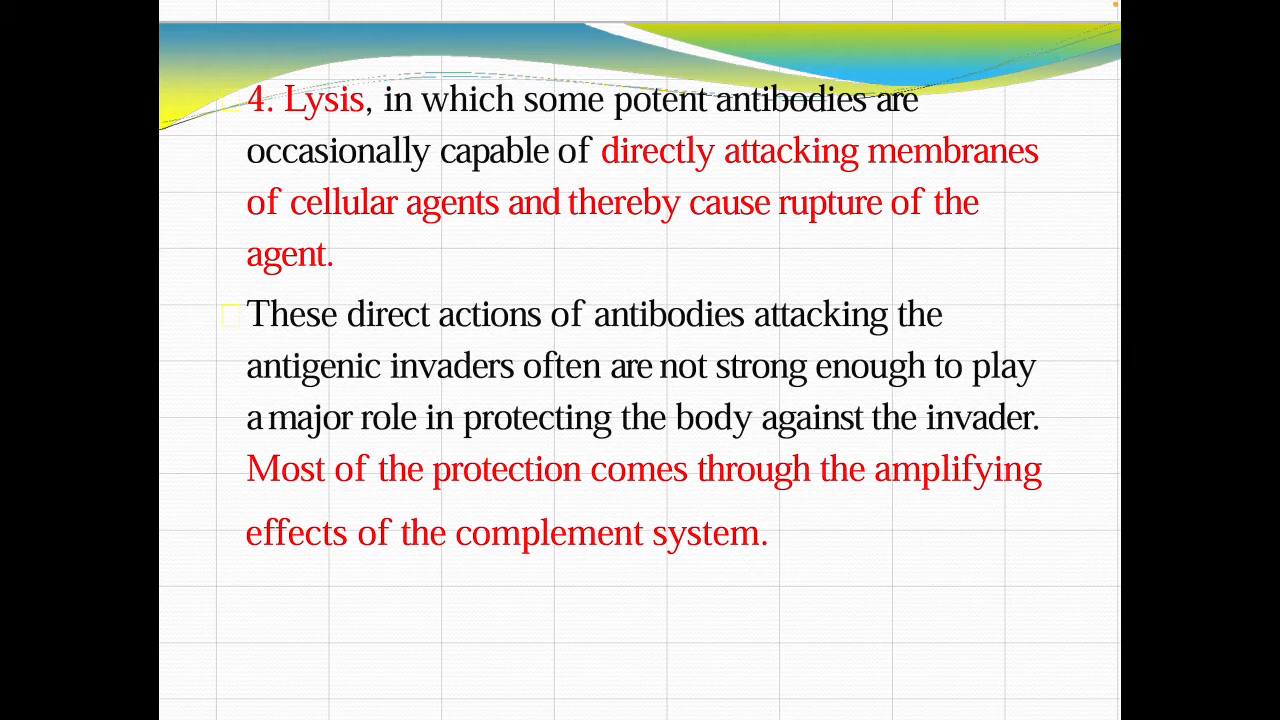 4. Lysis, in which some potent antibodies are
occasionally capable of directly attacking membranes
of cellular agents and thereby cause rupture of the
agent.
These direct actions of antibodies attacking the
antigenic invaders often are not strong enough to play
a major role in protecting the body against the invader.
Most of the protection comes through the amplifying
effects of the complement system.